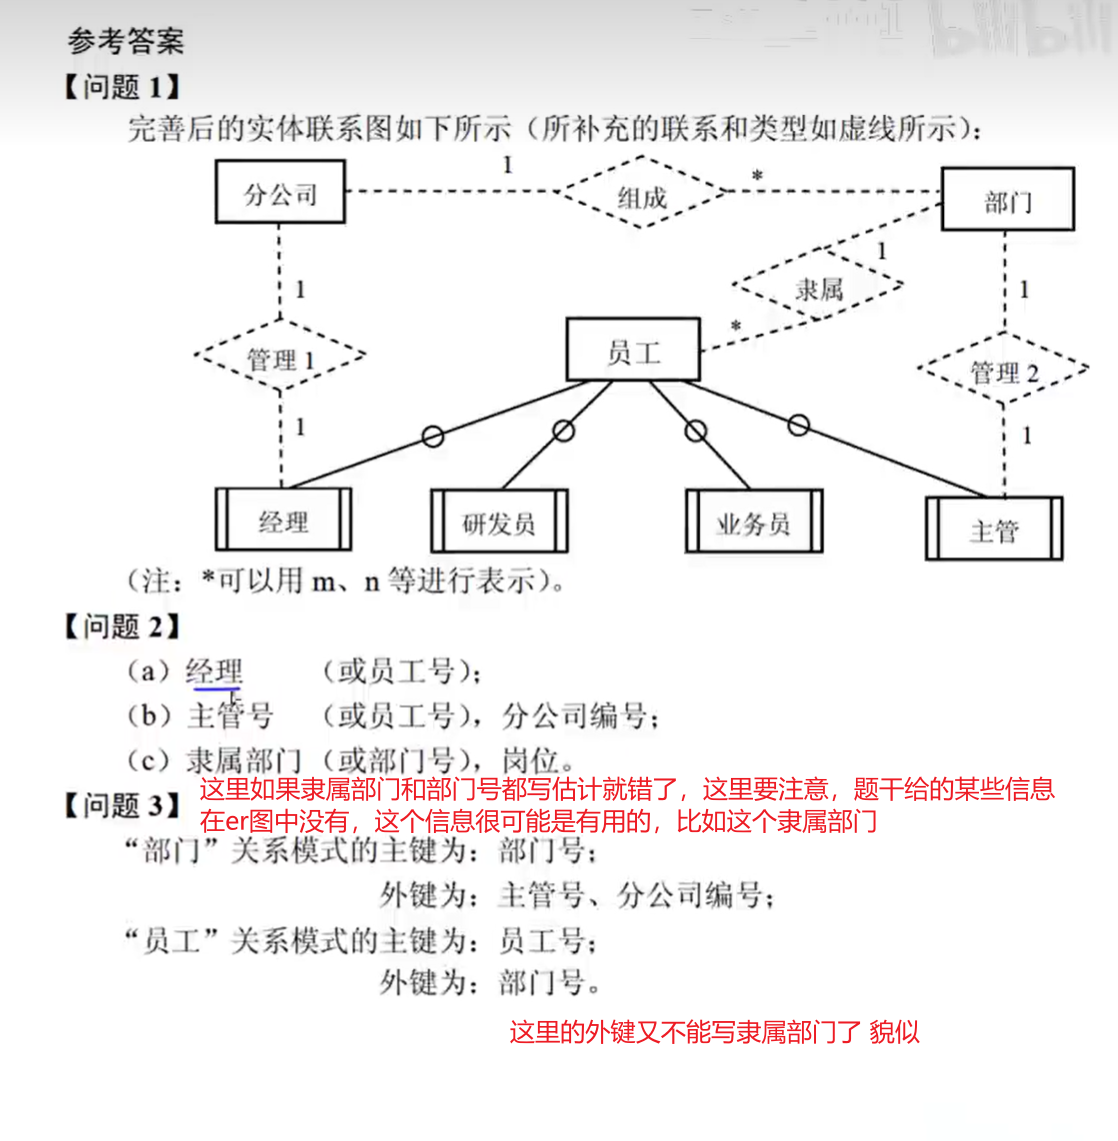 参考答案
【问题 1】
完善后的实体联系图如下所示（所补充的联系和类型如虚线所示）：
分公司
1
组成
*
部门
1
隶属
*
1
管理 1
1
员工
1
管理 2
1
经理
研发员
业务员
主管
（注：*可以用 m、n 等进行表示）。
【问题 2】
（a）经理 （或员工号）；
（b）主管号 （或员工号），分公司编号；
（c）隶属部门（或部门号），岗位。
这里如果隶属部门和部门号都写估计就错了，这里要注意，题干给的某些信息
在er图中没有，这个信息很可能是有用的，比如这个隶属部门
【问题 3】
“部门”关系模式的主键为：部门号；
外键为：主管号、分公司编号；
“员工”关系模式的主键为：员工号；
外键为：部门号。
这里的外键又不能写隶属部门了 貌似
bilibili